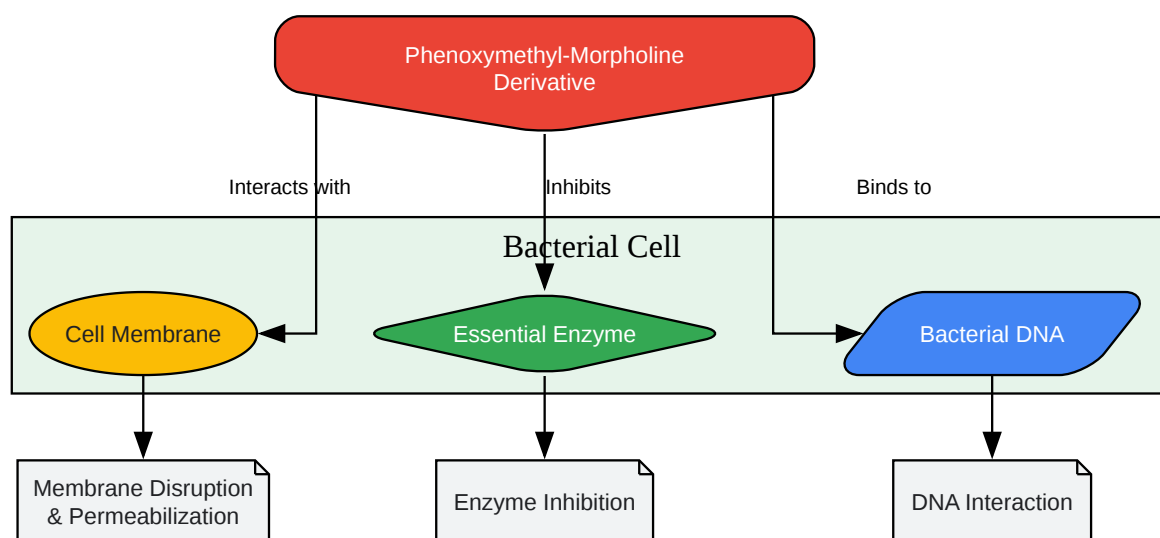 Phenoxymethyl-Morpholine
Derivative
Interacts with
Inhibits
Binds to
Bacterial Cell
Cell Membrane
Essential Enzyme
Bacterial DNA
Membrane Disruption
& Permeabilization
Enzyme Inhibition
DNA Interaction